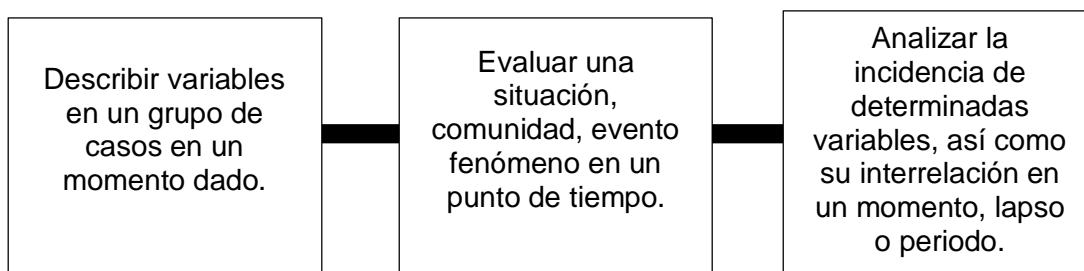 Describir variables
en un grupo de
casos en un
momento dado.
Evaluar una
situación,
comunidad, evento
fenómeno en un
punto de tiempo.
Analizar la
incidencia de
determinadas
variables, así como
su interrelación en
un momento, lapso
o periodo.